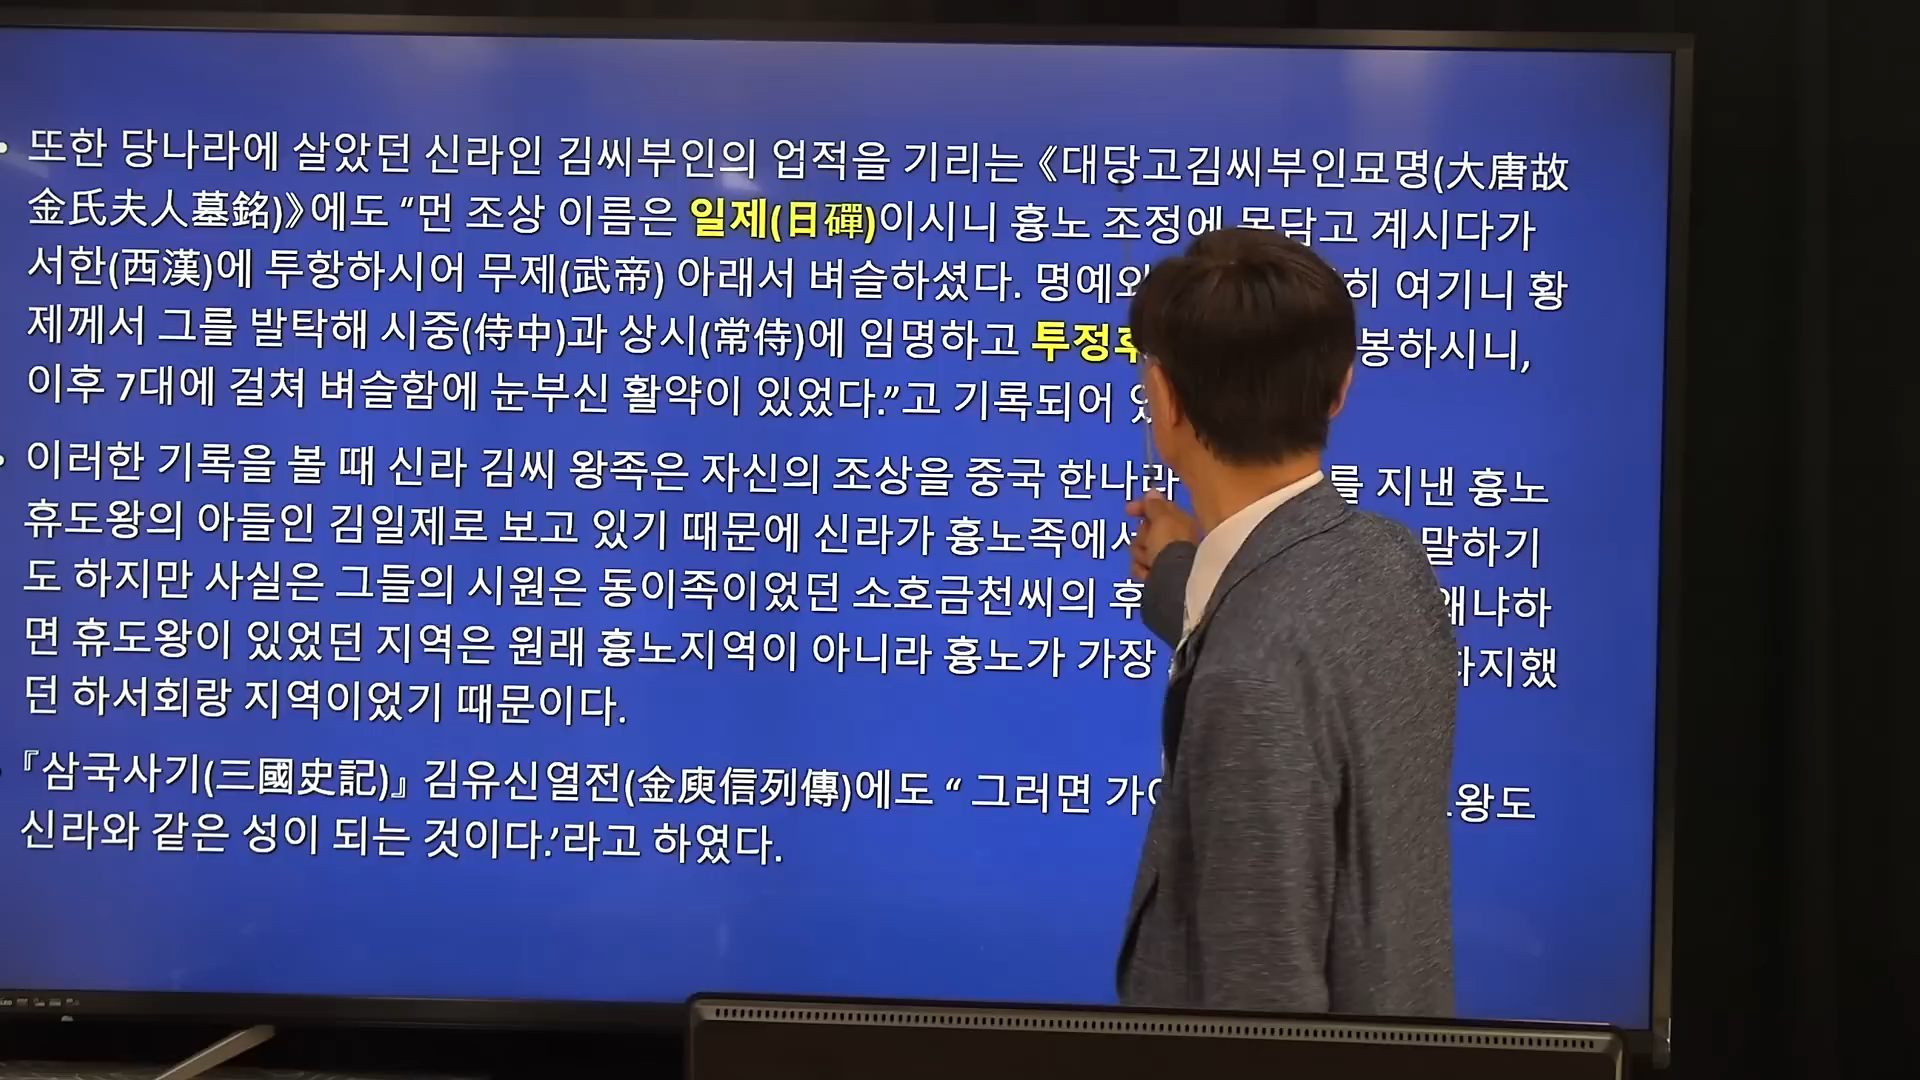 • 또한 당나라에 살았던 신라인 김씨부인의 업적을 기리는 《대당고김씨부인묘명(大唐故
金氏夫人墓銘)》에도 “먼 조상 이름은 일제(日磾)이시니 흉노 조정에 몸담고 계시다가
서한(西漢)에 투항하시어 무제(武帝) 아래서 벼슬하셨다. 명예와 히 여기니 황
제께서 그를 발탁해 시중(侍中)과 상시(常侍)에 임명하고 투정후 봉하시니,
이후 7대에 걸쳐 벼슬함에 눈부신 활약이 있었다.”고 기록되어
• 이러한 기록을 볼 때 신라 김씨 왕족은 자신의 조상을 중국 한나라 를 지낸 흉노
휴도왕의 아들인 김일제로 보고 있기 때문에 신라가 흉노족에서 말하기
도 하지만 사실은 그들의 시원은 동이족이었던 소호금천씨의 후 왜냐하
면 휴도왕이 있었던 지역은 원래 흉노지역이 아니라 흉노가 가장 자지했
던 하서회랑 지역이었기 때문이다.
• 『삼국사기(三國史記)』 김유신열전(金庾信列傳)에도 “ 그러면 가 왕도
신라와 같은 성이 되는 것이다.’라고 하였다.